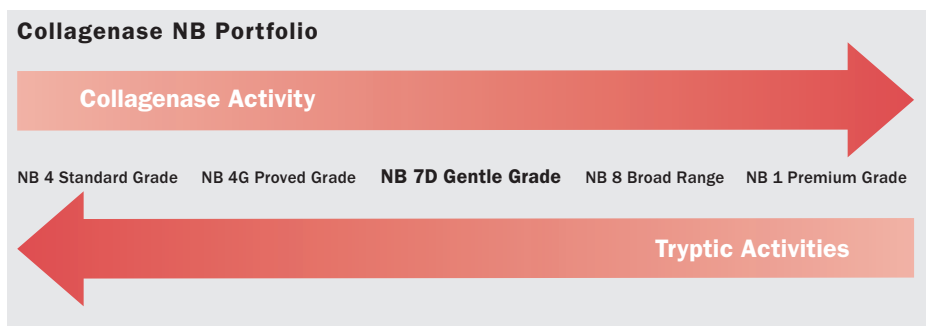 Collagenase NB Portfolio
Collagenase Activity
NB 4 Standard Grade NB 4G Proved Grade NB 7D Gentle Grade NB 8 Broad Range NB 1 Premium Grade
Tryptic Activities